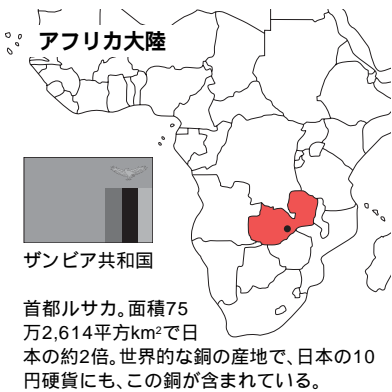 アフリカ大陸
ザンビア共和国
首都ルサカ。面積75
万2,614平方km²で日
本の約2倍。世界的な銅の産地で、日本の10
円硬貨にも、この銅が含まれている。